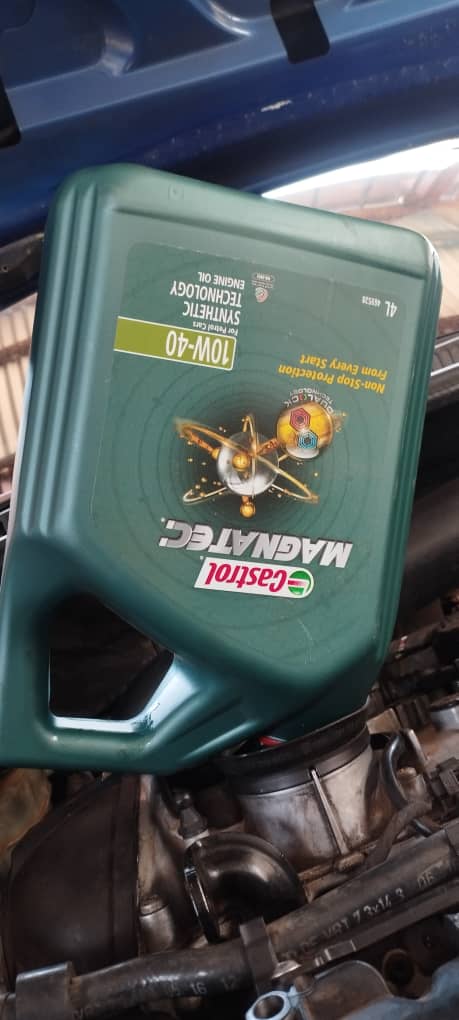 Castrol
MAGNATEC
DUALOCK
TECHNOLOGY
Non-Stop Protection
From Every Start
10W-40
For Petrol Cars
SYNTHETIC
TECHNOLOGY
ENGINE OIL
4L 469528